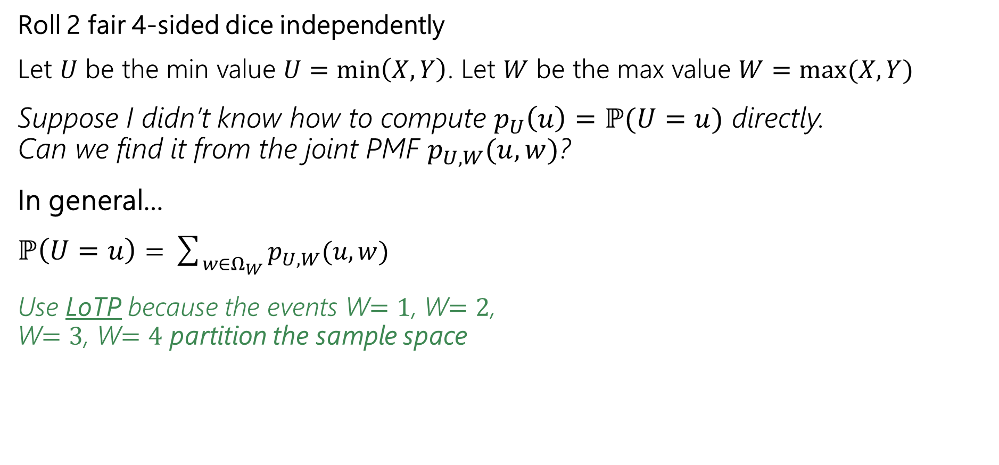 Roll 2 fair 4-sided dice independently
Let U be the min value U = min(X, Y). Let W be the max value W = max(X, Y)
Suppose I didn't know how to compute p_U(u) = ℙ(U = u) directly.
Can we find it from the joint PMF p_{U,W}(u, w)?
In general...
ℙ(U = u) = ∑_{w∈Ω_W} p_{U,W}(u, w)
Use LoTP because the events W= 1, W= 2,
W= 3, W= 4 partition the sample space